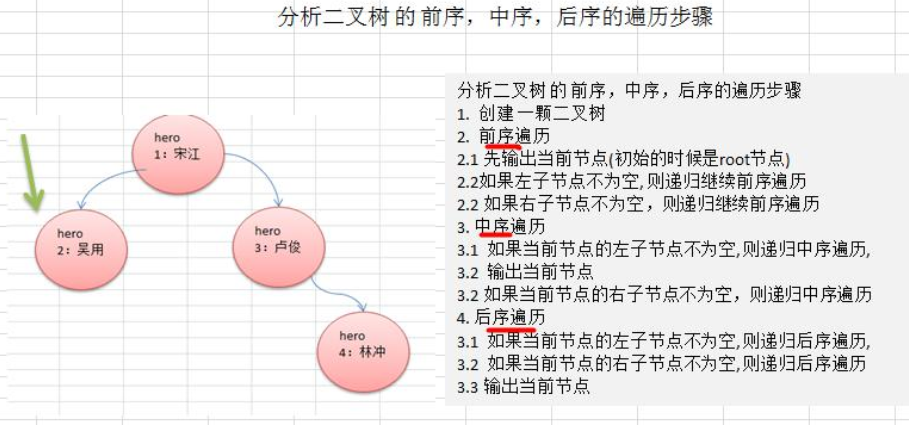 分析二叉树的前序，中序，后序的遍历步骤
hero
1：宋江
hero
2：吴用
hero
3：卢俊
hero
4：林冲
分析二叉树的前序，中序，后序的遍历步骤
1. 创建一颗二叉树
2. 前序遍历
2.1 先输出当前节点(初始的时候是root节点)
2.2如果左子节点不为空,则递归继续前序遍历
2.2 如果右子节点不为空，则递归继续前序遍历
3. 中序遍历
3.1 如果当前节点的左子节点不为空,则递归中序遍历,
3.2 输出当前节点
3.2 如果当前节点的右子节点不为空，则递归中序遍历
4. 后序遍历
3.1 如果当前节点的左子节点不为空,则递归后序遍历,
3.2 如果当前节点的右子节点不为空,则递归后序遍历
3.3 输出当前节点